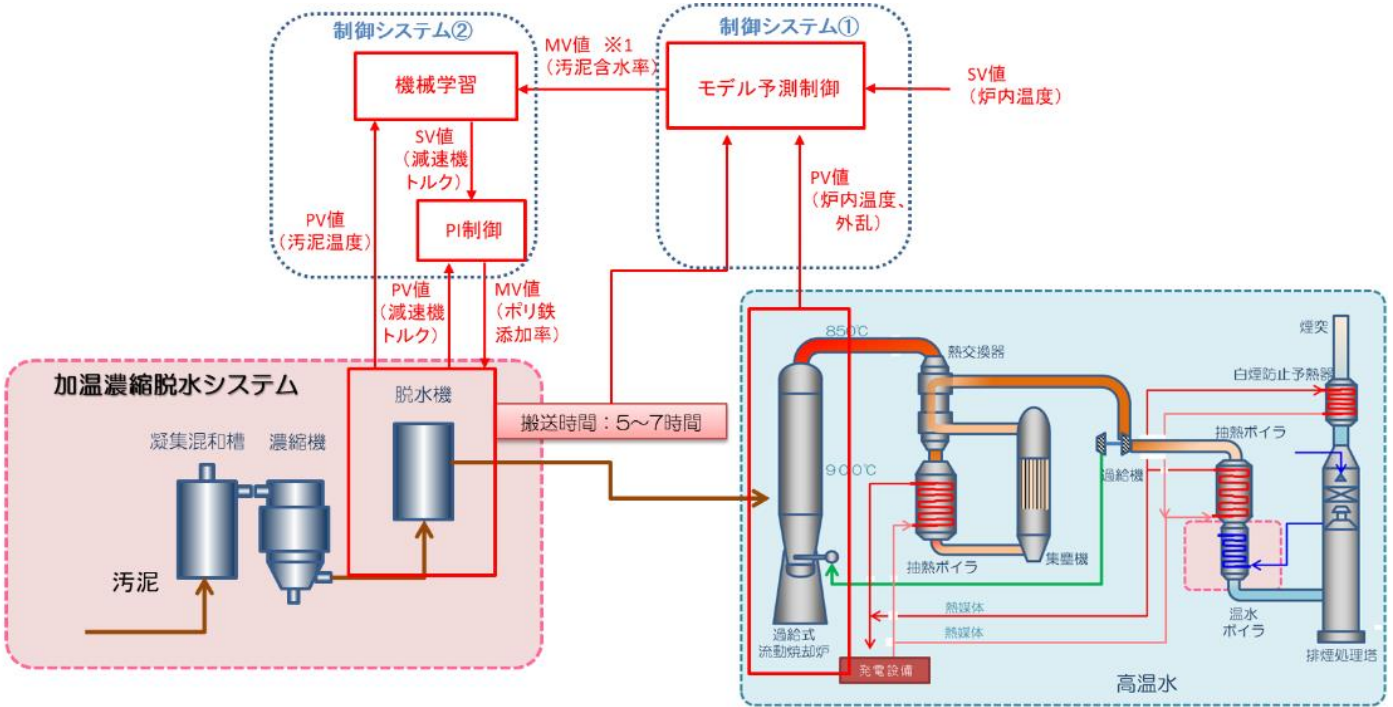 制御システム②
制御システム①
機械学習
MV値 ※1
（汚泥含水率）
モデル予測制御
SV値
（炉内温度）
SV値
（減速機
トルク）
PV値
（汚泥温度）
PI制御
PV値
（炉内温度、
外乱）
PV値
（減速機
トルク）
MV値
（ポリ鉄
添加率）
加温濃縮脱水システム
脱水機
搬送時間：5～7時間
凝集混和槽
濃縮機
汚泥
850℃
熱交換器
煙突
白煙防止予熱器
抽熱ボイラ
過給機
900℃
抽熱ボイラ
集塵機
熱媒体
熱媒体
温水
ボイラ
過給式
流動焼却炉
発電設備
排煙処理塔
高温水